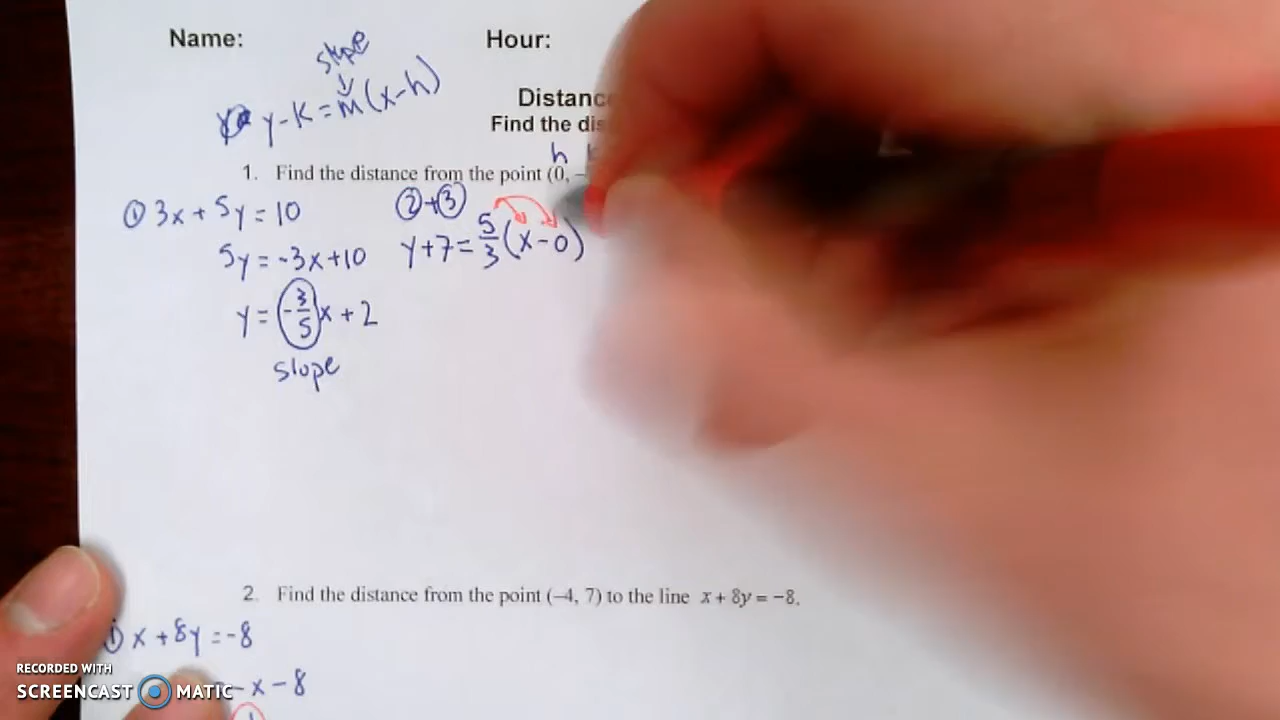 Name: Hour:
slope
y - k = m(x-h)
Distance
Find the dis
h k
1. Find the distance from the point (0, -
① 3x + 5y = 10
② + ③
5y = -3x + 10
y + 7 = 5/3 (x - 0)
y = -3/5 x + 2
slope
2. Find the distance from the point (–4, 7) to the line x + 8y = –8.
① x + 8y = -8
-x - 8
RECORDED WITH
SCREENCAST MATIC